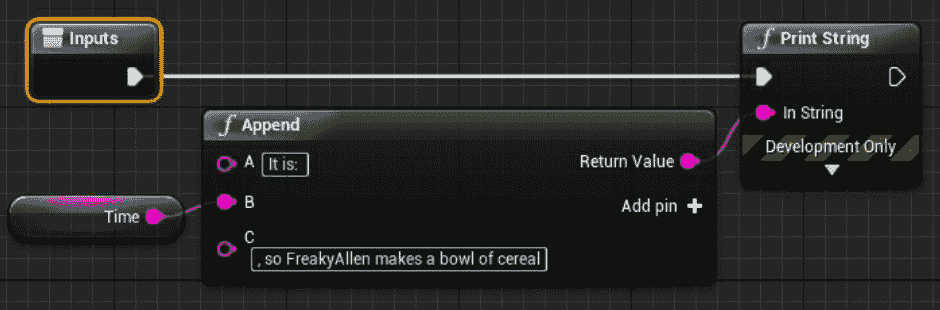 Inputs
Print String
In String
Development Only
Append
A It is:
Return Value
Time
B
Add pin
C
, so FreakyAllen makes a bowl of cereal